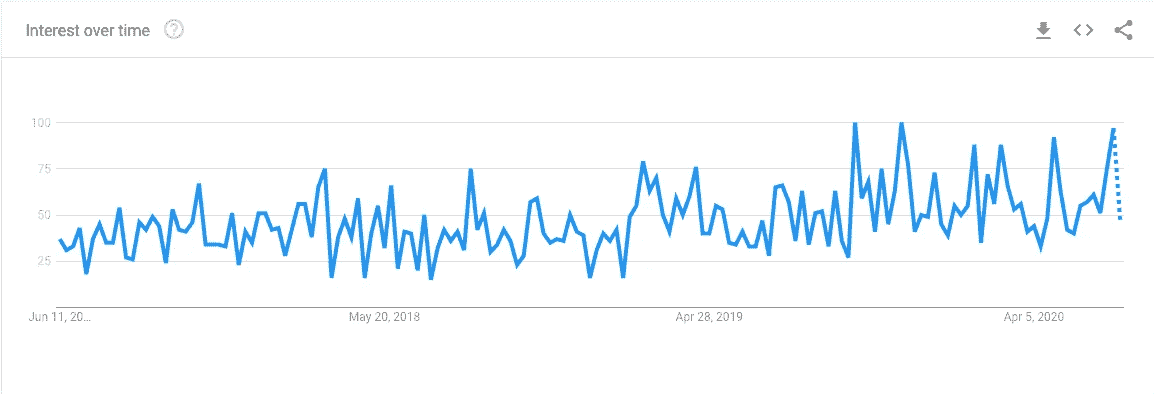 Interest over time
100
75
50
25
Jun 11, 20...
May 20, 2018
Apr 28, 2019
Apr 5, 2020